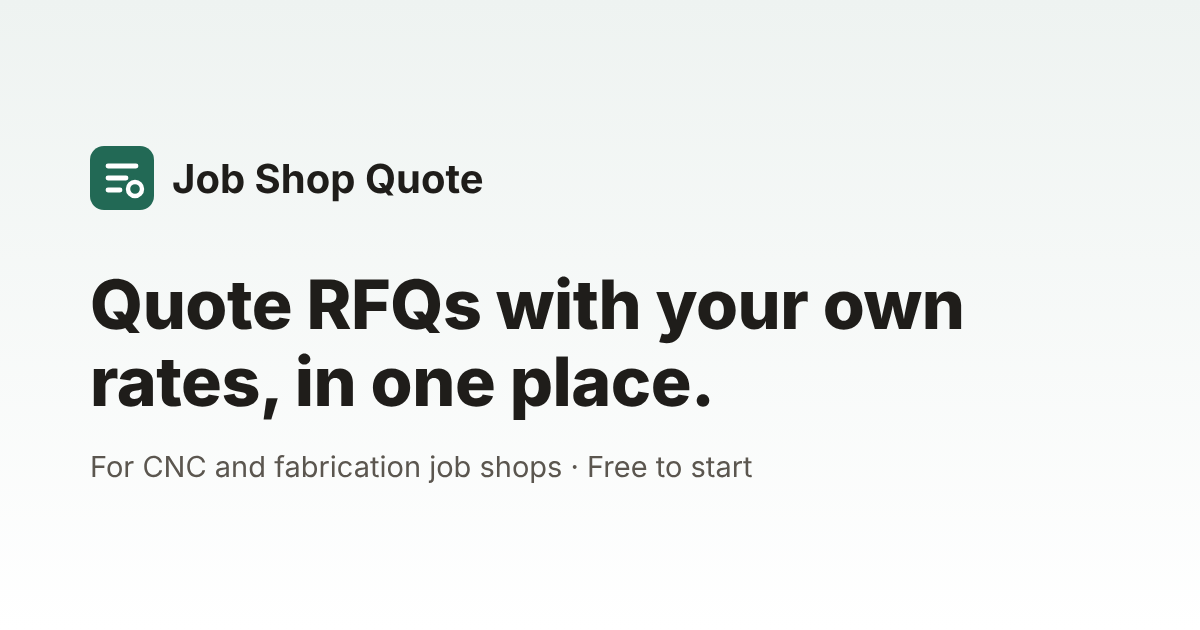 Job Shop Quote
Quote RFQs with your own
rates, in one place.
For CNC and fabrication job shops · Free to start